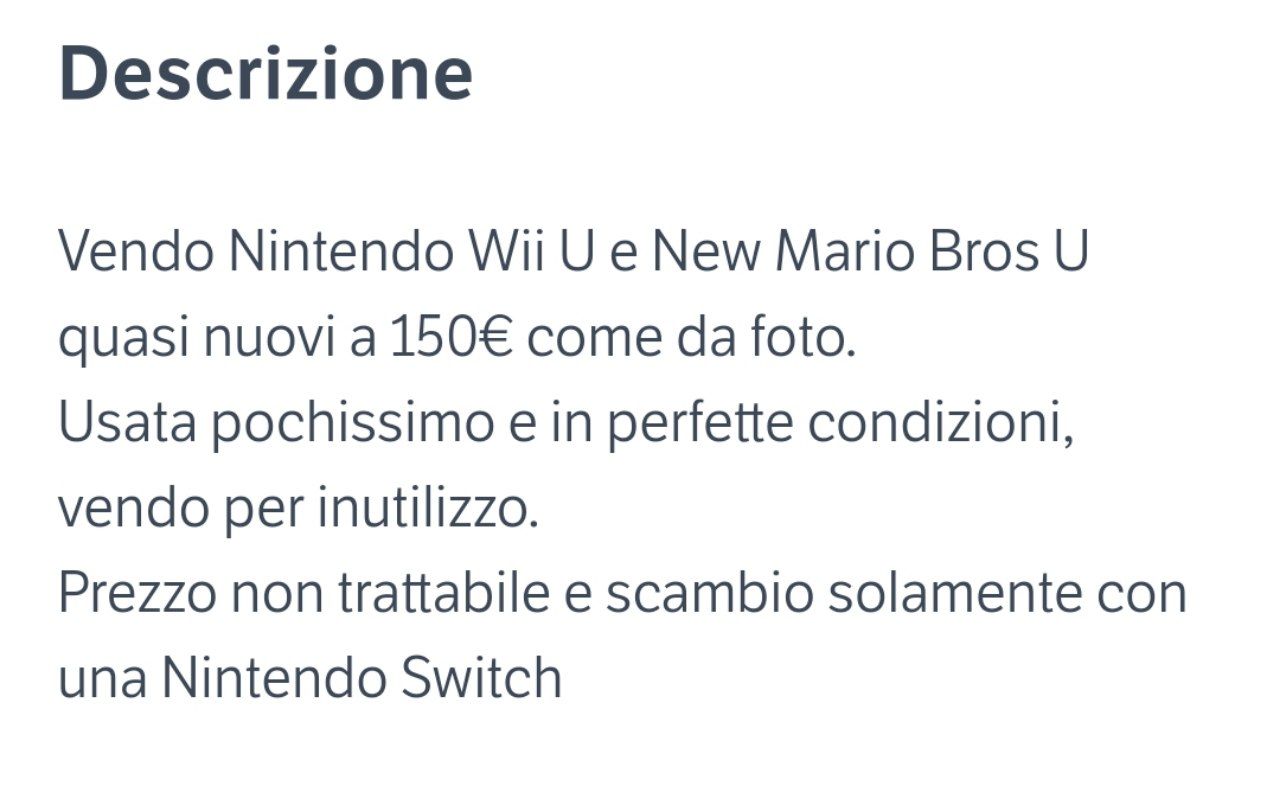 Descrizione
Vendo Nintendo Wii U e New Mario Bros U
quasi nuovi a 150€ come da foto.
Usata pochissimo e in perfette condizioni,
vendo per inutilizzo.
Prezzo non trattabile e scambio solamente con
una Nintendo Switch